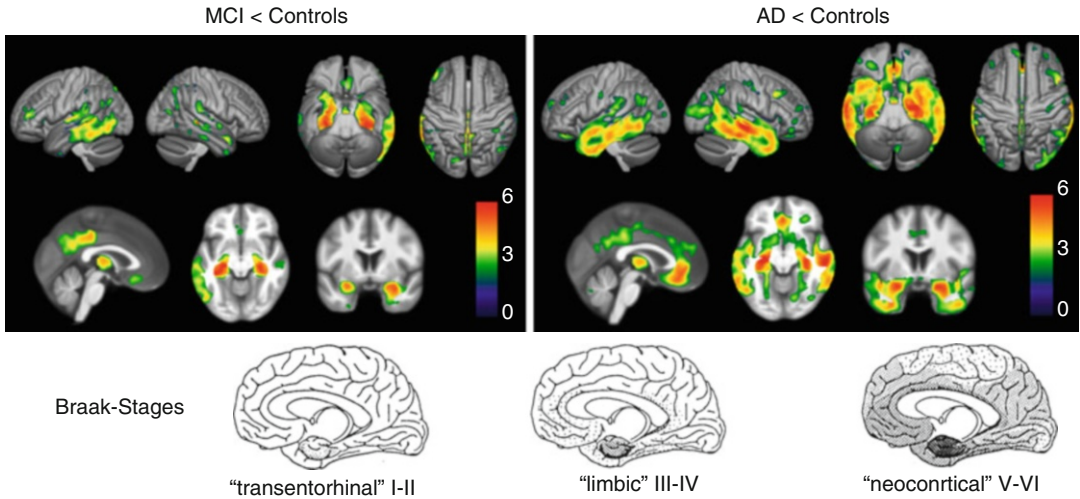 MCI < Controls
AD < Controls
6
3
0
6
3
0
Braak-Stages
“transentorhinal” I-II
“limbic” III-IV
“neoconrtical” V-VI